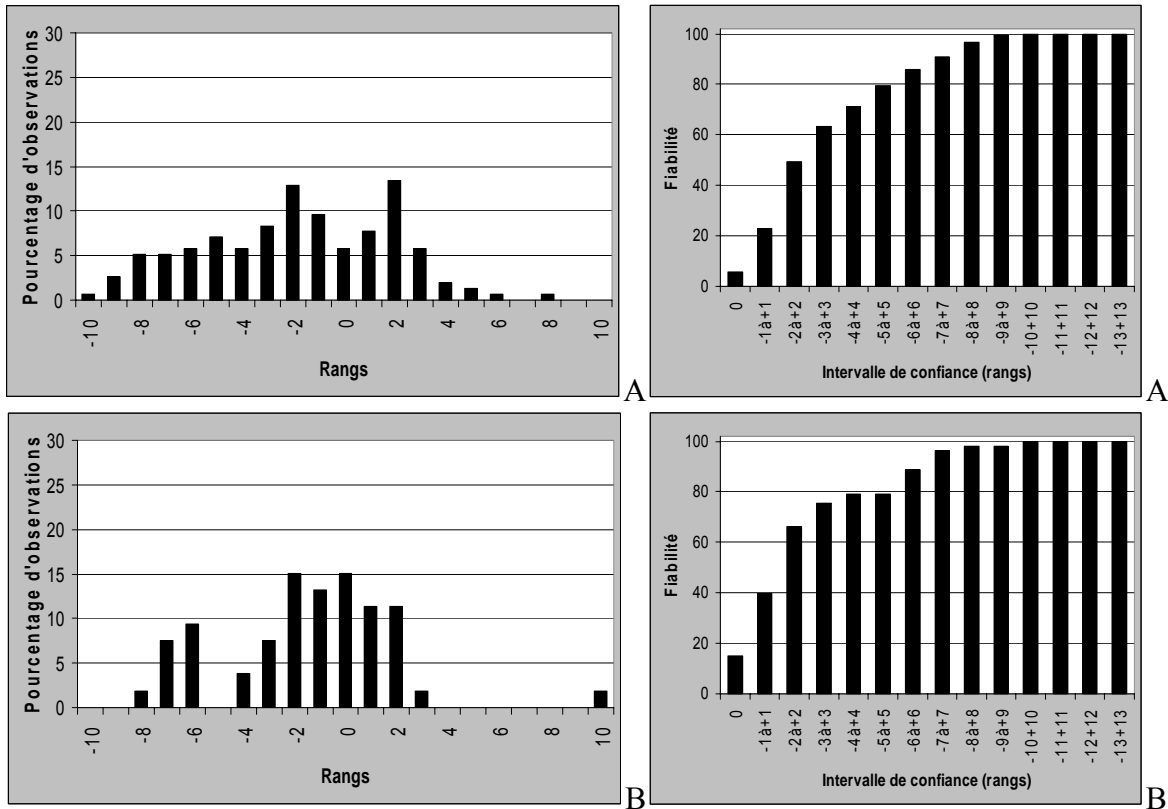 Pourcentage d'observations
30
25
20
15
10
5
0
-10
-8
-6
-4
-2
0
2
4
6
8
10
Rangs
A
Fiabilité
100
80
60
40
20
0
0
-1à+1
-2à+2
-3à+3
-4à+4
-5à+5
-6à+6
-7à+7
-8à+8
-9à+9
-10+10
-11+11
-12+12
-13+13
Intervalle de confiance (rangs)
A
Pourcentage d'observations
30
25
20
15
10
5
0
-10
-8
-6
-4
-2
0
2
4
6
8
10
Rangs
B
Fiabilité
100
80
60
40
20
0
0
-1à+1
-2à+2
-3à+3
-4à+4
-5à+5
-6à+6
-7à+7
-8à+8
-9à+9
-10+10
-11+11
-12+12
-13+13
Intervalle de confiance (rangs)
B